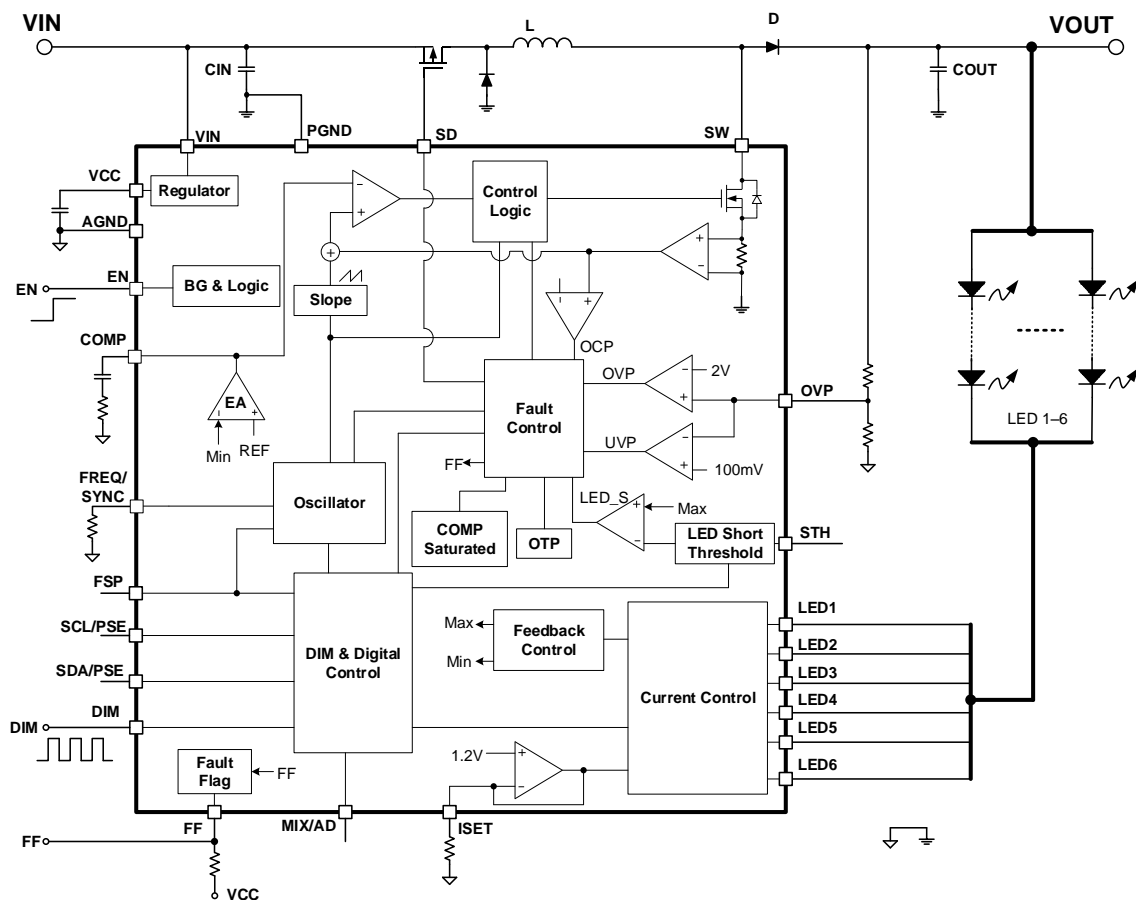 VIN
L
D
VOUT
CIN
COUT
VIN
PGND
SD
SW
VCC
Regulator
AGND
Control
Logic
EN
EN
BG & Logic
Slope
COMP
OCP
OVP
2V
OVP
EA
Fault
Control
UVP
LED 1–6
Min
REF
FF
100mV
FREQ/
SYNC
Oscillator
LED_S
Max
COMP
Saturated
OTP
LED Short
Threshold
STH
FSP
LED1
SCL/PSE
Max
Feedback
Control
LED2
DIM & Digital
Control
Min
SDA/PSE
LED3
Current Control
LED4
DIM
DIM
LED5
1.2V
LED6
Fault
Flag
FF
FF
MIX/AD
ISET
FF
VCC